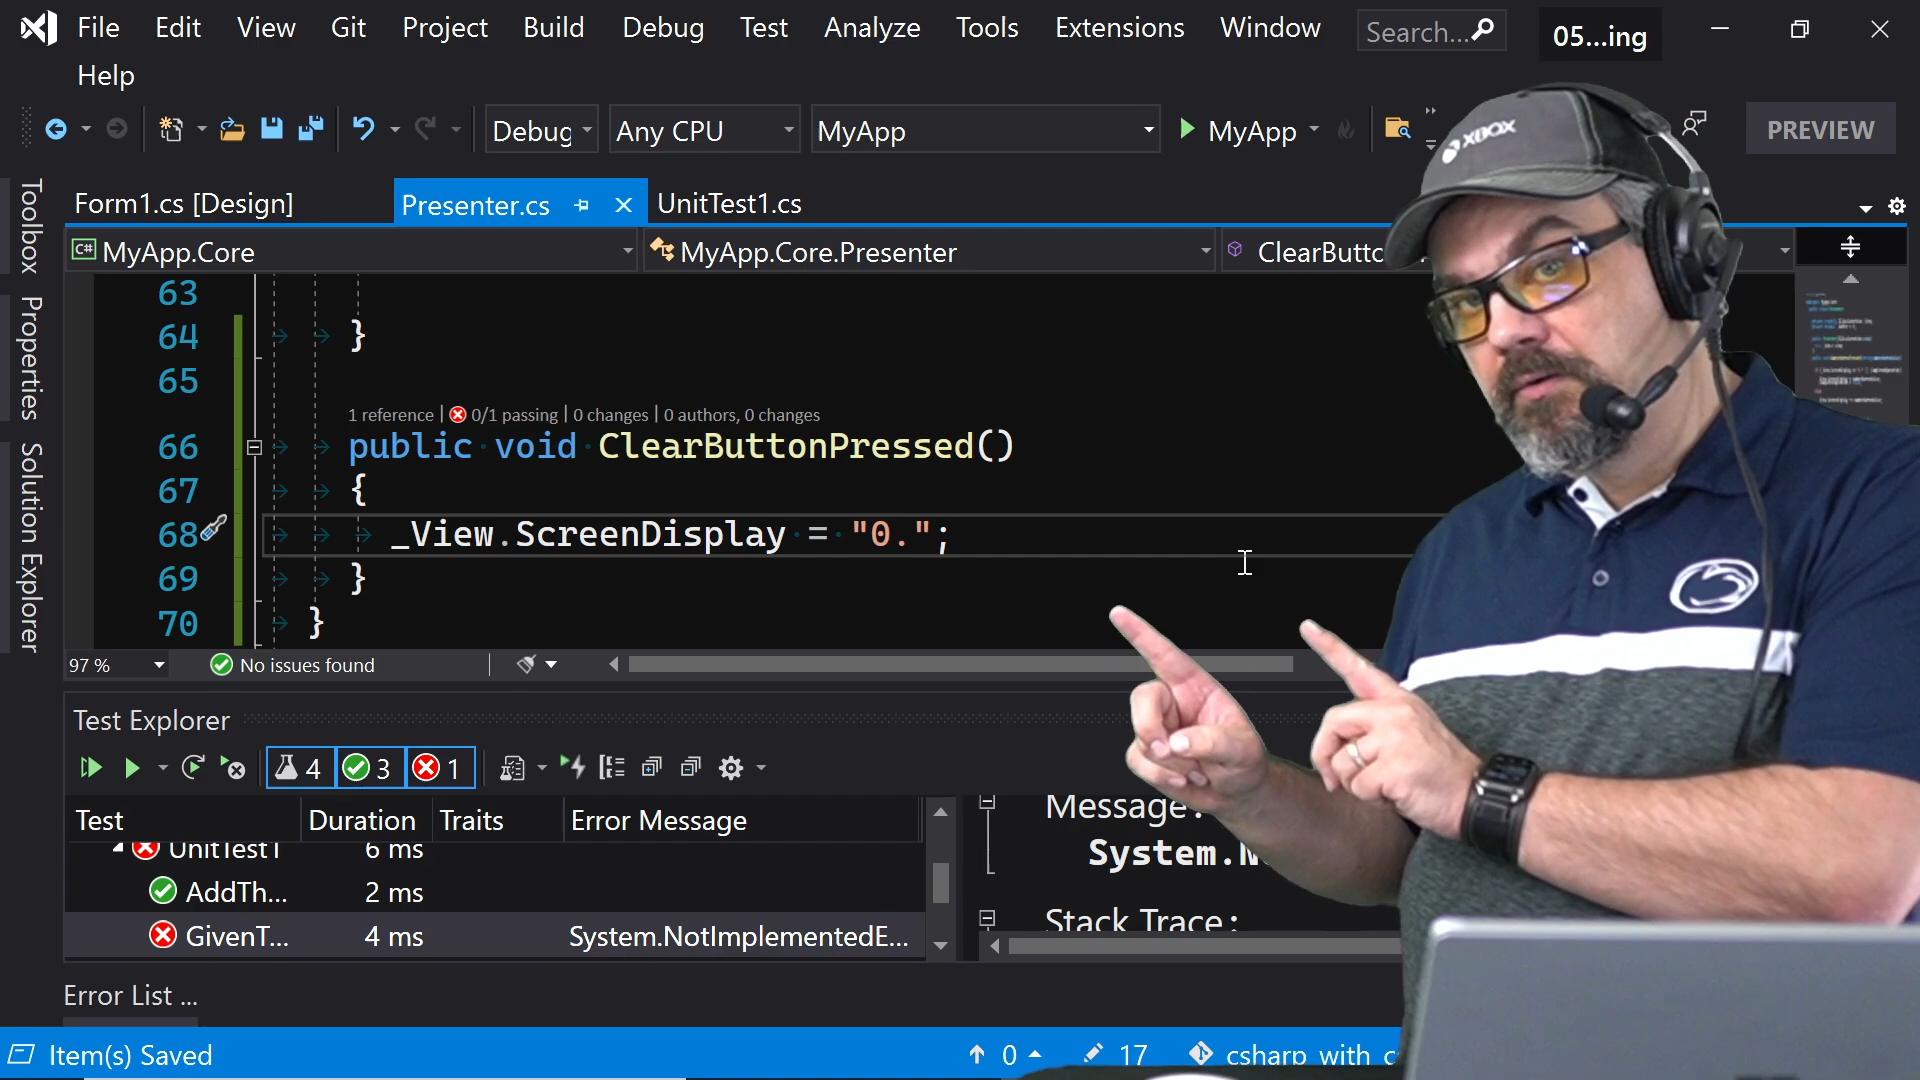 File Edit View Git Project Build Debug Test Analyze Tools Extensions Window Search... 05...ing
Help
Debug Any CPU MyApp MyApp PREVIEW
XBOX
Toolbox
Properties
Solution Explorer
Form1.cs [Design] Presenter.cs UnitTest1.cs
C# MyApp.Core MyApp.Core.Presenter
63
64 }
65
1 reference | 0/1 passing | 0 changes | 0 authors, 0 changes
66 public void ClearButtonPressed()
67 {
68 _View.ScreenDisplay = "0.";
69 }
70 }
97 % No issues found
Test Explorer
4 3 1
Test Duration Traits Error Message
UnitTest1 6 ms
AddTh... 2 ms
GivenT... 4 ms System.NotImplementedE...
Message:
Stack Trace:
Error List ...
Item(s) Saved 0 17